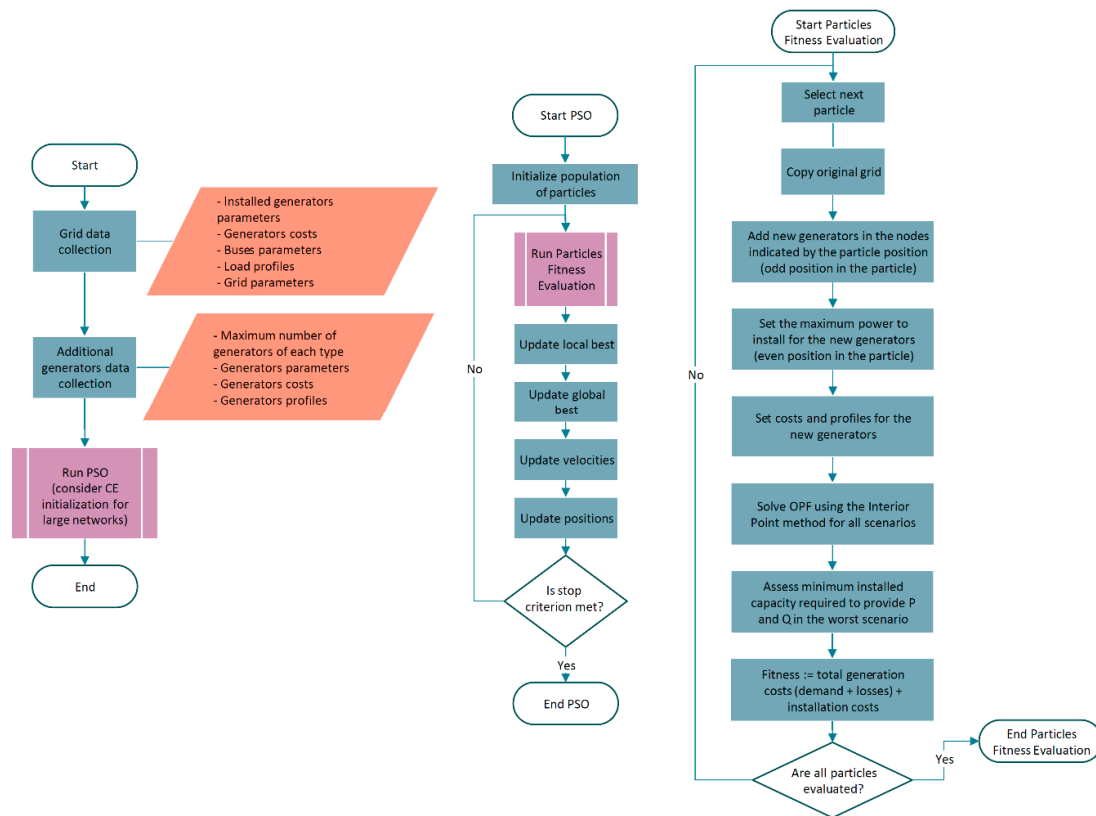 Start
Grid data
collection
- Installed generators
parameters
- Generators costs
- Buses parameters
- Load profiles
- Grid parameters
Additional
generators data
collection
- Maximum number of
generators of each type
- Generators parameters
- Generators costs
- Generators profiles
Run PSO
(consider CE
initialization for
large networks)
End
Start PSO
Initialize population
of particles
Run Particles
Fitness
Evaluation
Update local best
No
Update global
best
Update velocities
Update positions
Is stop
criterion met?
Yes
End PSO
Start Particles
Fitness Evaluation
Select next
particle
Copy original grid
Add new generators in the nodes
indicated by the particle position
(odd position in the particle)
Set the maximum power to
install for the new generators
(even position in the particle)
No
Set costs and profiles for the
new generators
Solve OPF using the Interior
Point method for all scenarios
Assess minimum installed
capacity required to provide P
and Q in the worst scenario
Fitness := total generation
costs (demand + losses) +
installation costs
Are all particles
evaluated?
Yes
End Particles
Fitness Evaluation